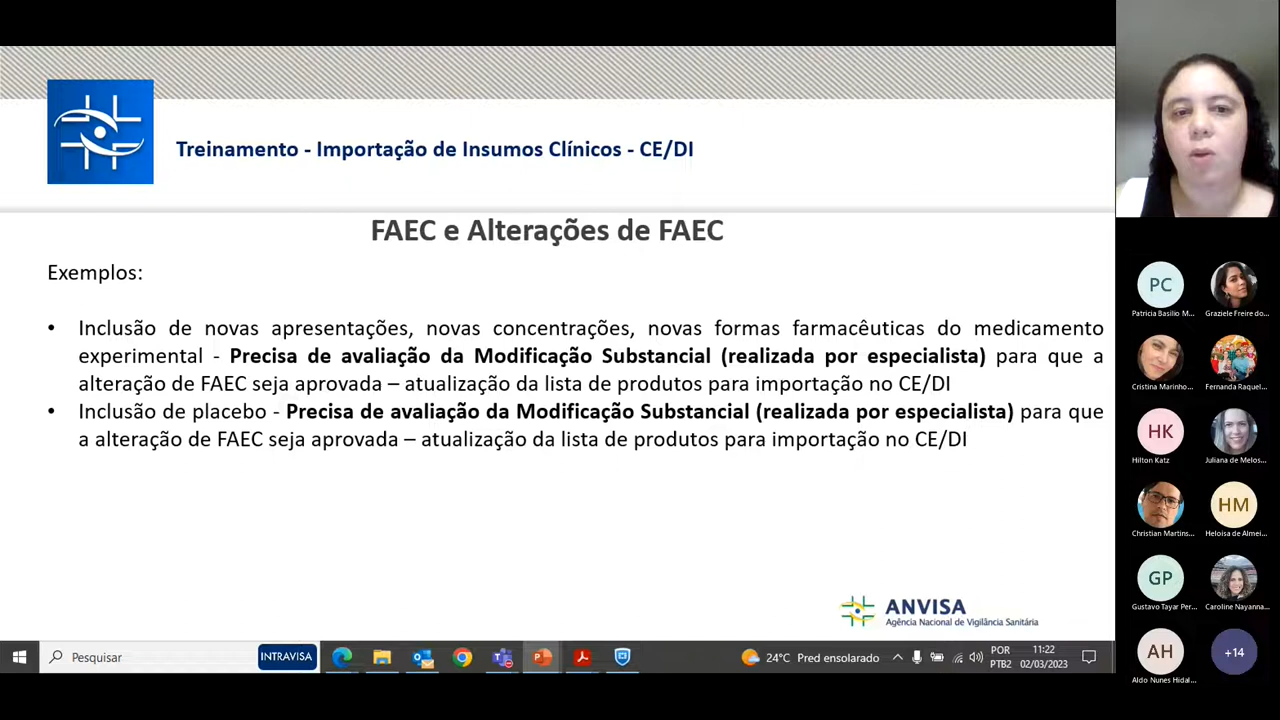 Treinamento - Importação de Insumos Clínicos - CE/DI
FAEC e Alterações de FAEC
Exemplos:
• Inclusão de novas apresentações, novas concentrações, novas formas farmacêuticas do medicamento
experimental - Precisa de avaliação da Modificação Substancial (realizada por especialista) para que a
alteração de FAEC seja aprovada – atualização da lista de produtos para importação no CE/DI
• Inclusão de placebo - Precisa de avaliação da Modificação Substancial (realizada por especialista) para que
a alteração de FAEC seja aprovada – atualização da lista de produtos para importação no CE/DI
ANVISA
Agência Nacional de Vigilância Sanitária
Pesquisar
INTRAVISA
24°C Pred ensolarado
POR
PTB2
11:22
02/03/2023
PC
Patricia Basilio M...
Graziele Freire do...
Cristina Marinho...
Fernanda Raquel...
HK
Hilton Katz
Juliana de Melos...
Christian Martins...
HM
Heloisa de Almei...
GP
Gustavo Tayar Per...
Caroline Nayanna...
AH
Aldo Nunes Hidal...
+14